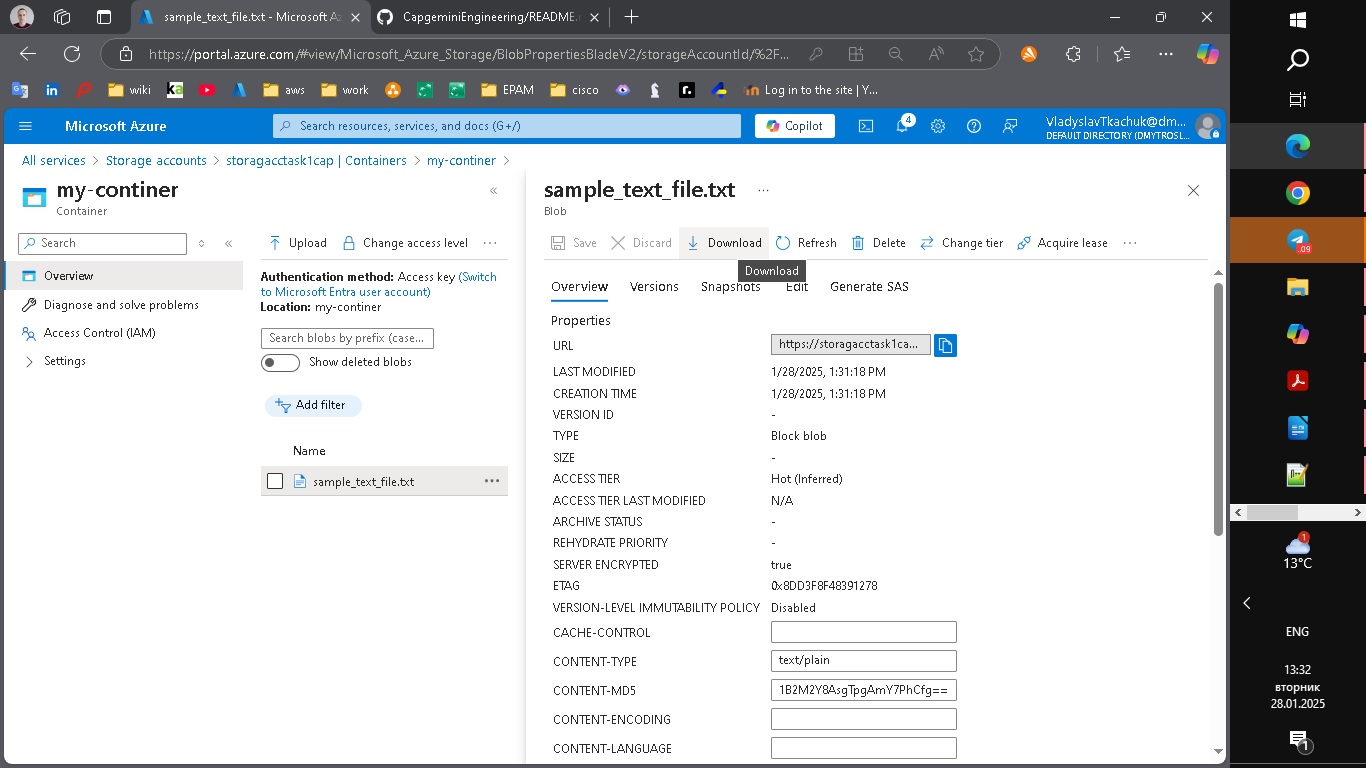 sample_text_file.txt - Microsoft Az
CapgeminiEngineering/README.
https://portal.azure.com/#view/Microsoft_Azure_Storage/BlobPropertiesBladeV2/storageAccountId/%2F...
wiki
ka
aws
work
EPAM
cisco
r.
Log in to the site | Y...
Microsoft Azure
Search resources, services, and docs (G+/)
Copilot
4
VladyslavTkachuk@dm...
DEFAULT DIRECTORY (DMYTROSL...
All services > Storage accounts > storagacctask1cap | Containers > my-continer >
my-continer
Container
Search
Overview
Diagnose and solve problems
Access Control (IAM)
Settings
Upload
Change access level
Authentication method: Access key (Switch
to Microsoft Entra user account)
Location: my-continer
Search blobs by prefix (case...
Show deleted blobs
Add filter
Name
sample_text_file.txt
sample_text_file.txt
Blob
Save
Discard
Download
Refresh
Delete
Change tier
Acquire lease
Download
Overview
Versions
Snapshots
Edit
Generate SAS
Properties
URL https://storagacctask1ca...
LAST MODIFIED 1/28/2025, 1:31:18 PM
CREATION TIME 1/28/2025, 1:31:18 PM
VERSION ID -
TYPE Block blob
SIZE -
ACCESS TIER Hot (Inferred)
ACCESS TIER LAST MODIFIED N/A
ARCHIVE STATUS -
REHYDRATE PRIORITY -
SERVER ENCRYPTED true
ETAG 0x8DD3F8F48391278
VERSION-LEVEL IMMUTABILITY POLICY Disabled
CACHE-CONTROL
CONTENT-TYPE text/plain
CONTENT-MD5 1B2M2Y8AsgTpgAmY7PhCfg==
CONTENT-ENCODING
CONTENT-LANGUAGE
..09
1
13°C
ENG
13:32
вторник
28.01.2025
1